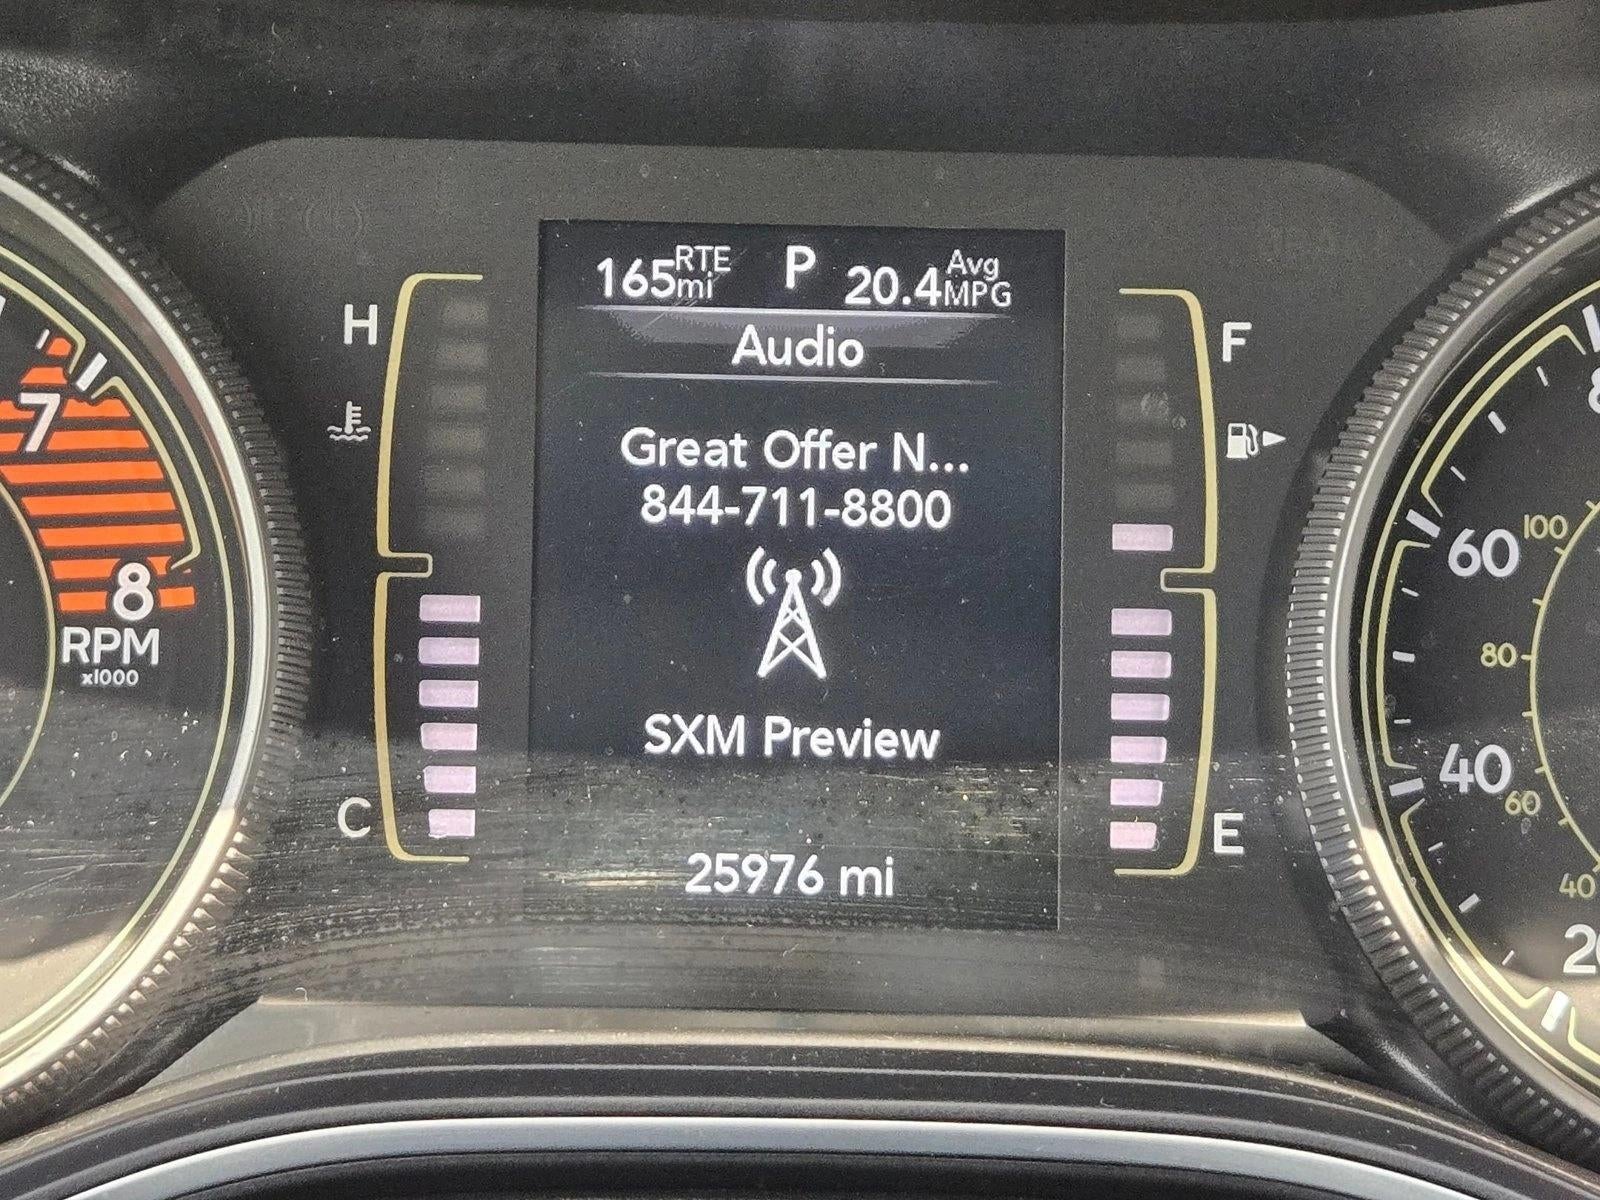 165 RTE mi P 20.4 Avg MPG
Audio
Great Offer N...
844-711-8800
SXM Preview
25976 mi
H
C
F
E
7
8
RPM
x1000
60
40
100
80
60
40